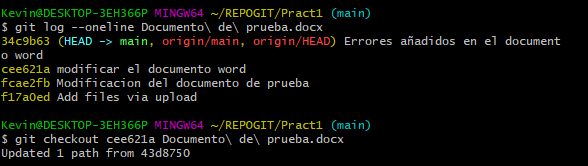 Kevin@DESKTOP-3EH366P MINGW64 ~/REPOGIT/Pract1 (main)
$ git log --oneline Documento\ de\ prueba.docx
34c9b63 (HEAD -> main, origin/main, origin/HEAD) Errores añadidos en el document
o word
cee621a modificar el documento word
fcae2fb Modificacion del documento de prueba
f17a0ed Add files via upload
Kevin@DESKTOP-3EH366P MINGW64 ~/REPOGIT/Pract1 (main)
$ git checkout cee621a Documento\ de\ prueba.docx
Updated 1 path from 43d8750